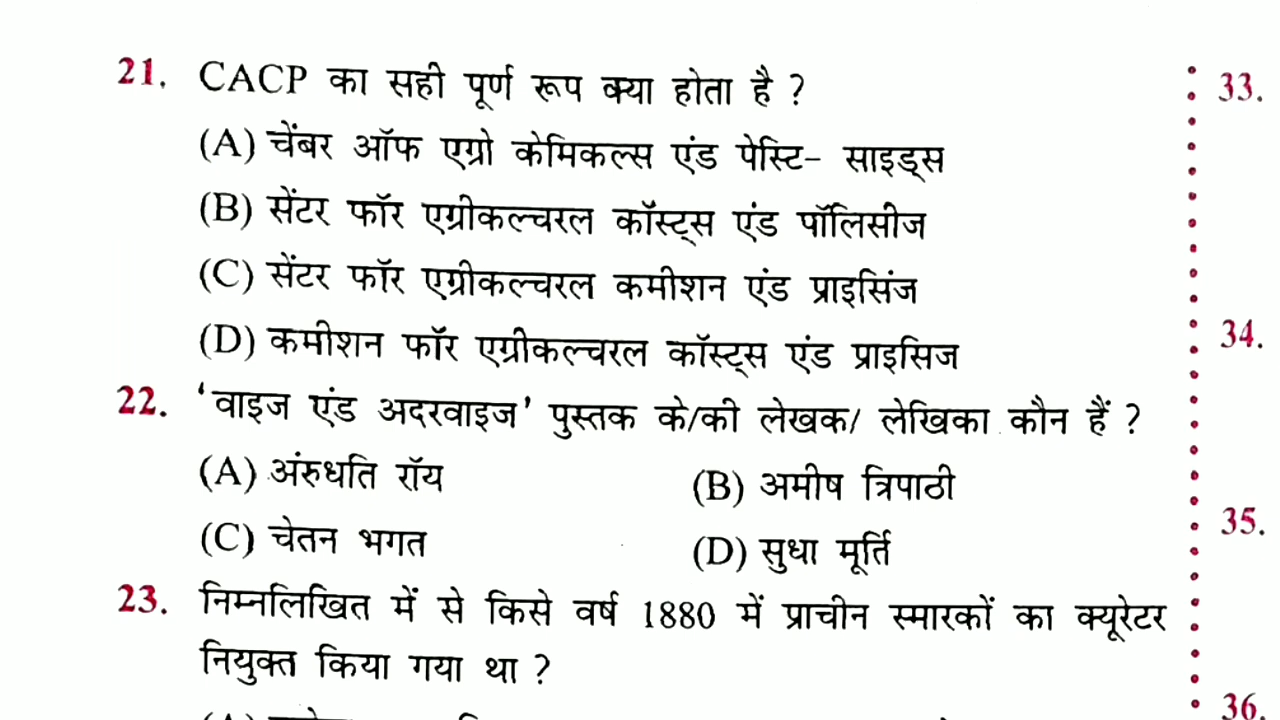 21. CACP का सही पूर्ण रूप क्या होता है ?
(A) चेंबर ऑफ एग्रो केमिकल्स एंड पेस्टि- साइड्स
(B) सेंटर फॉर एग्रीकल्चरल कॉस्ट्स एंड पॉलिसीज
(C) सेंटर फॉर एग्रीकल्चरल कमीशन एंड प्राइसिंज
(D) कमीशन फॉर एग्रीकल्चरल कॉस्ट्स एंड प्राइसिज
22. ‘वाइज एंड अदरवाइज’ पुस्तक के/की लेखक/ लेखिका कौन हैं ?
(A) अंरुधति रॉय (B) अमीष त्रिपाठी
(C) चेतन भगत (D) सुधा मूर्ति
23. निम्नलिखित में से किसे वर्ष 1880 में प्राचीन स्मारकों का क्यूरेटर
नियुक्त किया गया था ?
33.
34.
35.
36.